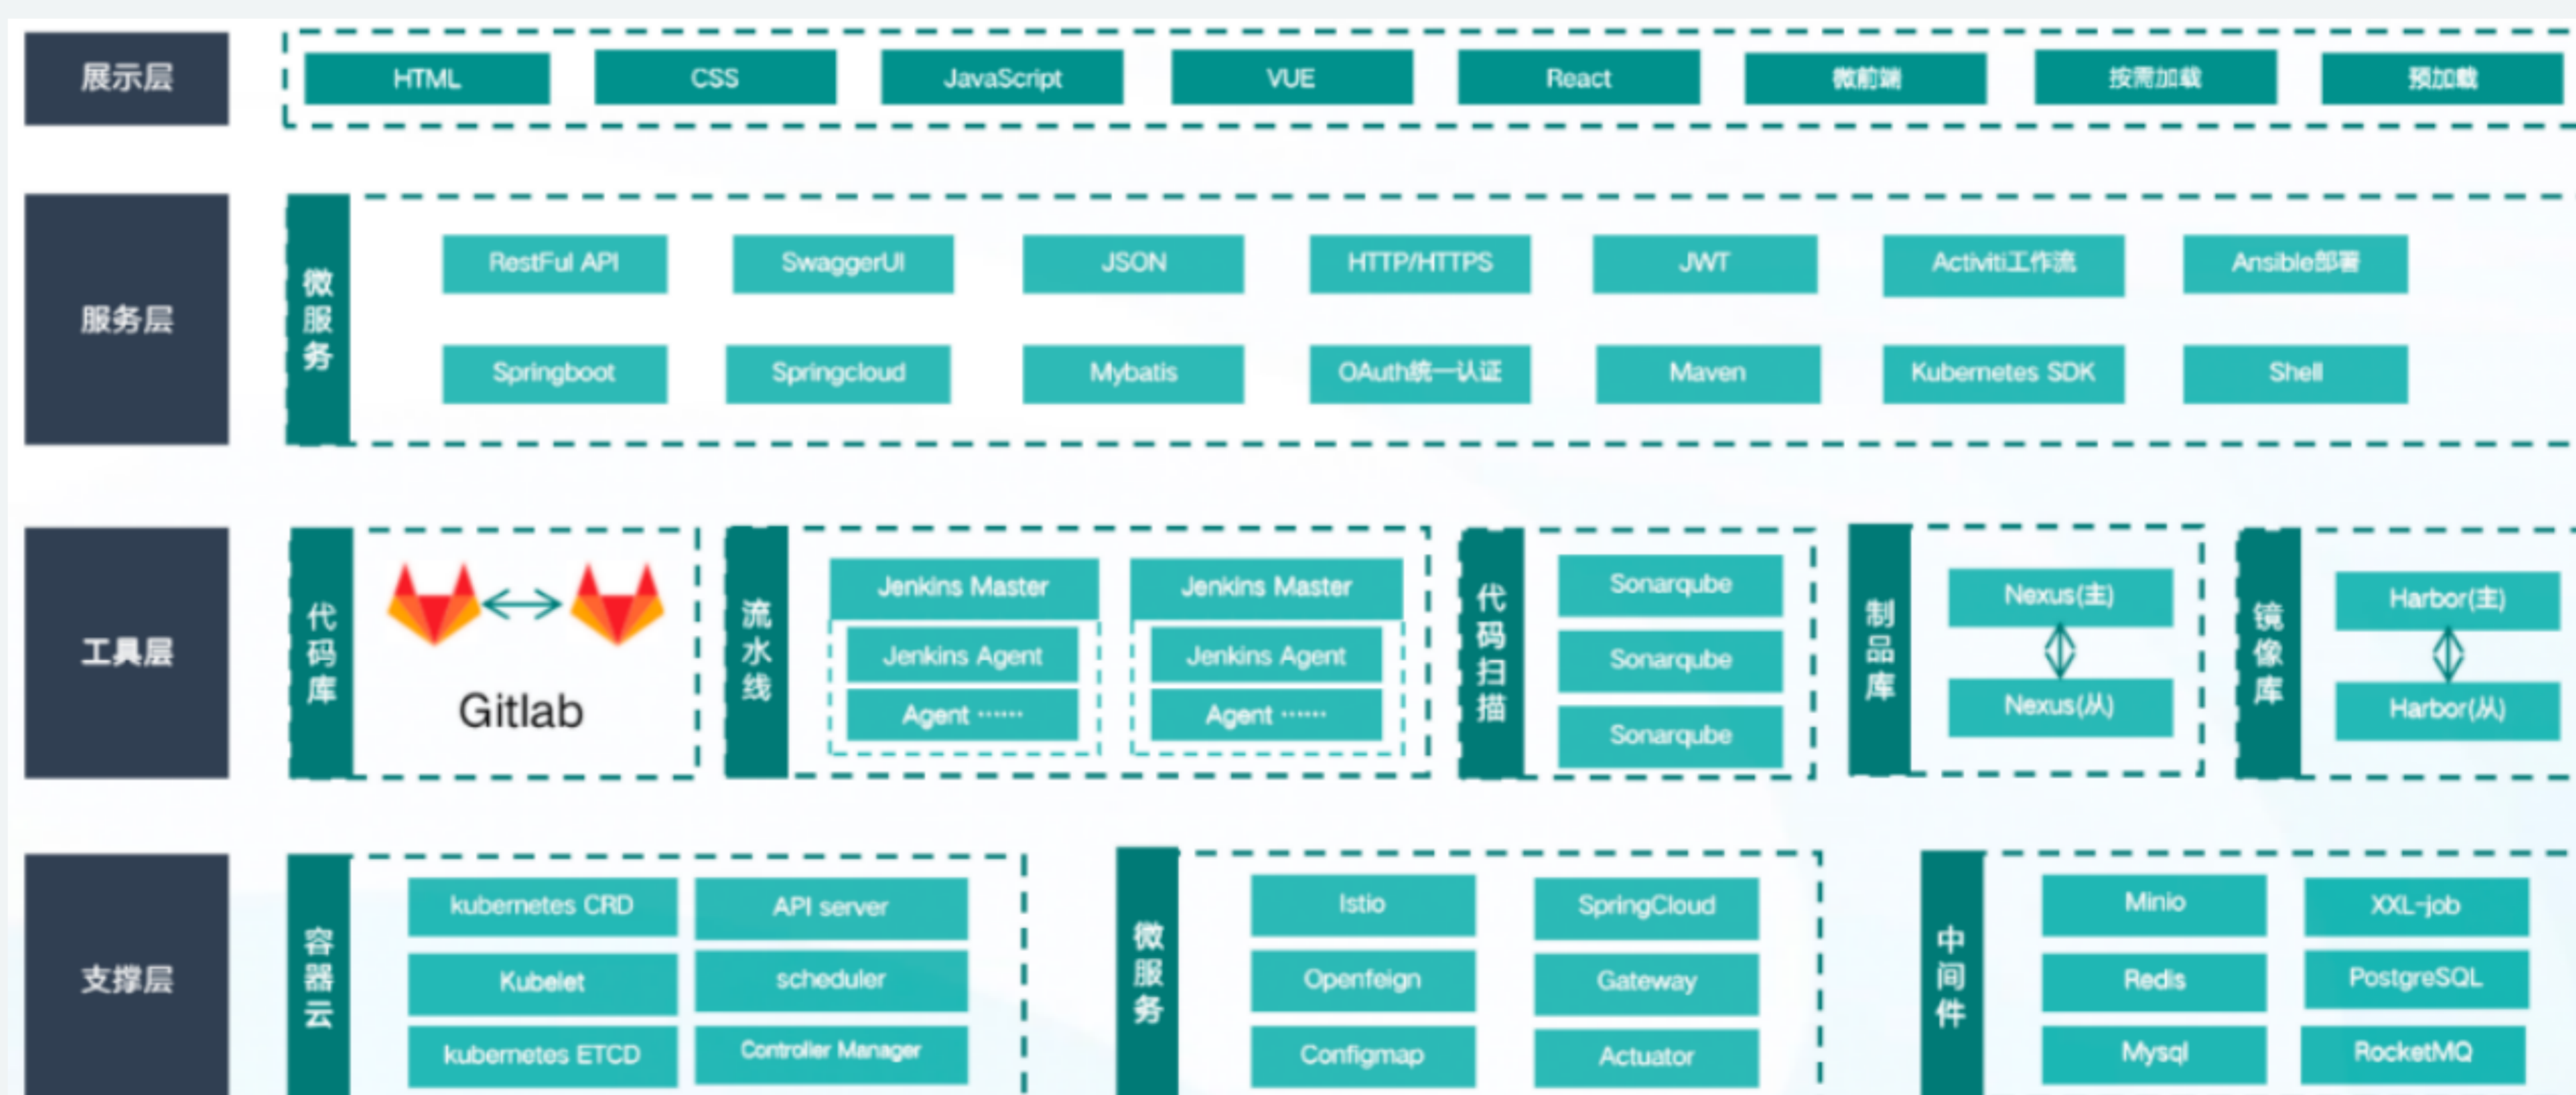 展示层
HTML
CSS
JavaScript
VUE
React
微前端
按需加载
预加载
服务层
微服务
RestFul API
SwaggerUI
JSON
HTTP/HTTPS
JWT
Activiti工作流
Ansible部署
Springboot
Springcloud
Mybatis
OAuth统一认证
Maven
Kubernetes SDK
Shell
工具层
代码库
Gitlab
流水线
Jenkins Master
Jenkins Agent
Agent ……
Jenkins Master
Jenkins Agent
Agent ……
代码扫描
Sonarqube
Sonarqube
Sonarqube
制品库
Nexus(主)
Nexus(从)
镜像库
Harbor(主)
Harbor(从)
支撑层
容器云
kubernetes CRD
API server
Kubelet
scheduler
kubernetes ETCD
Controller Manager
微服务
Istio
SpringCloud
Openfeign
Gateway
Configmap
Actuator
中间件
Minio
XXL-job
Redis
PostgreSQL
Mysql
RocketMQ